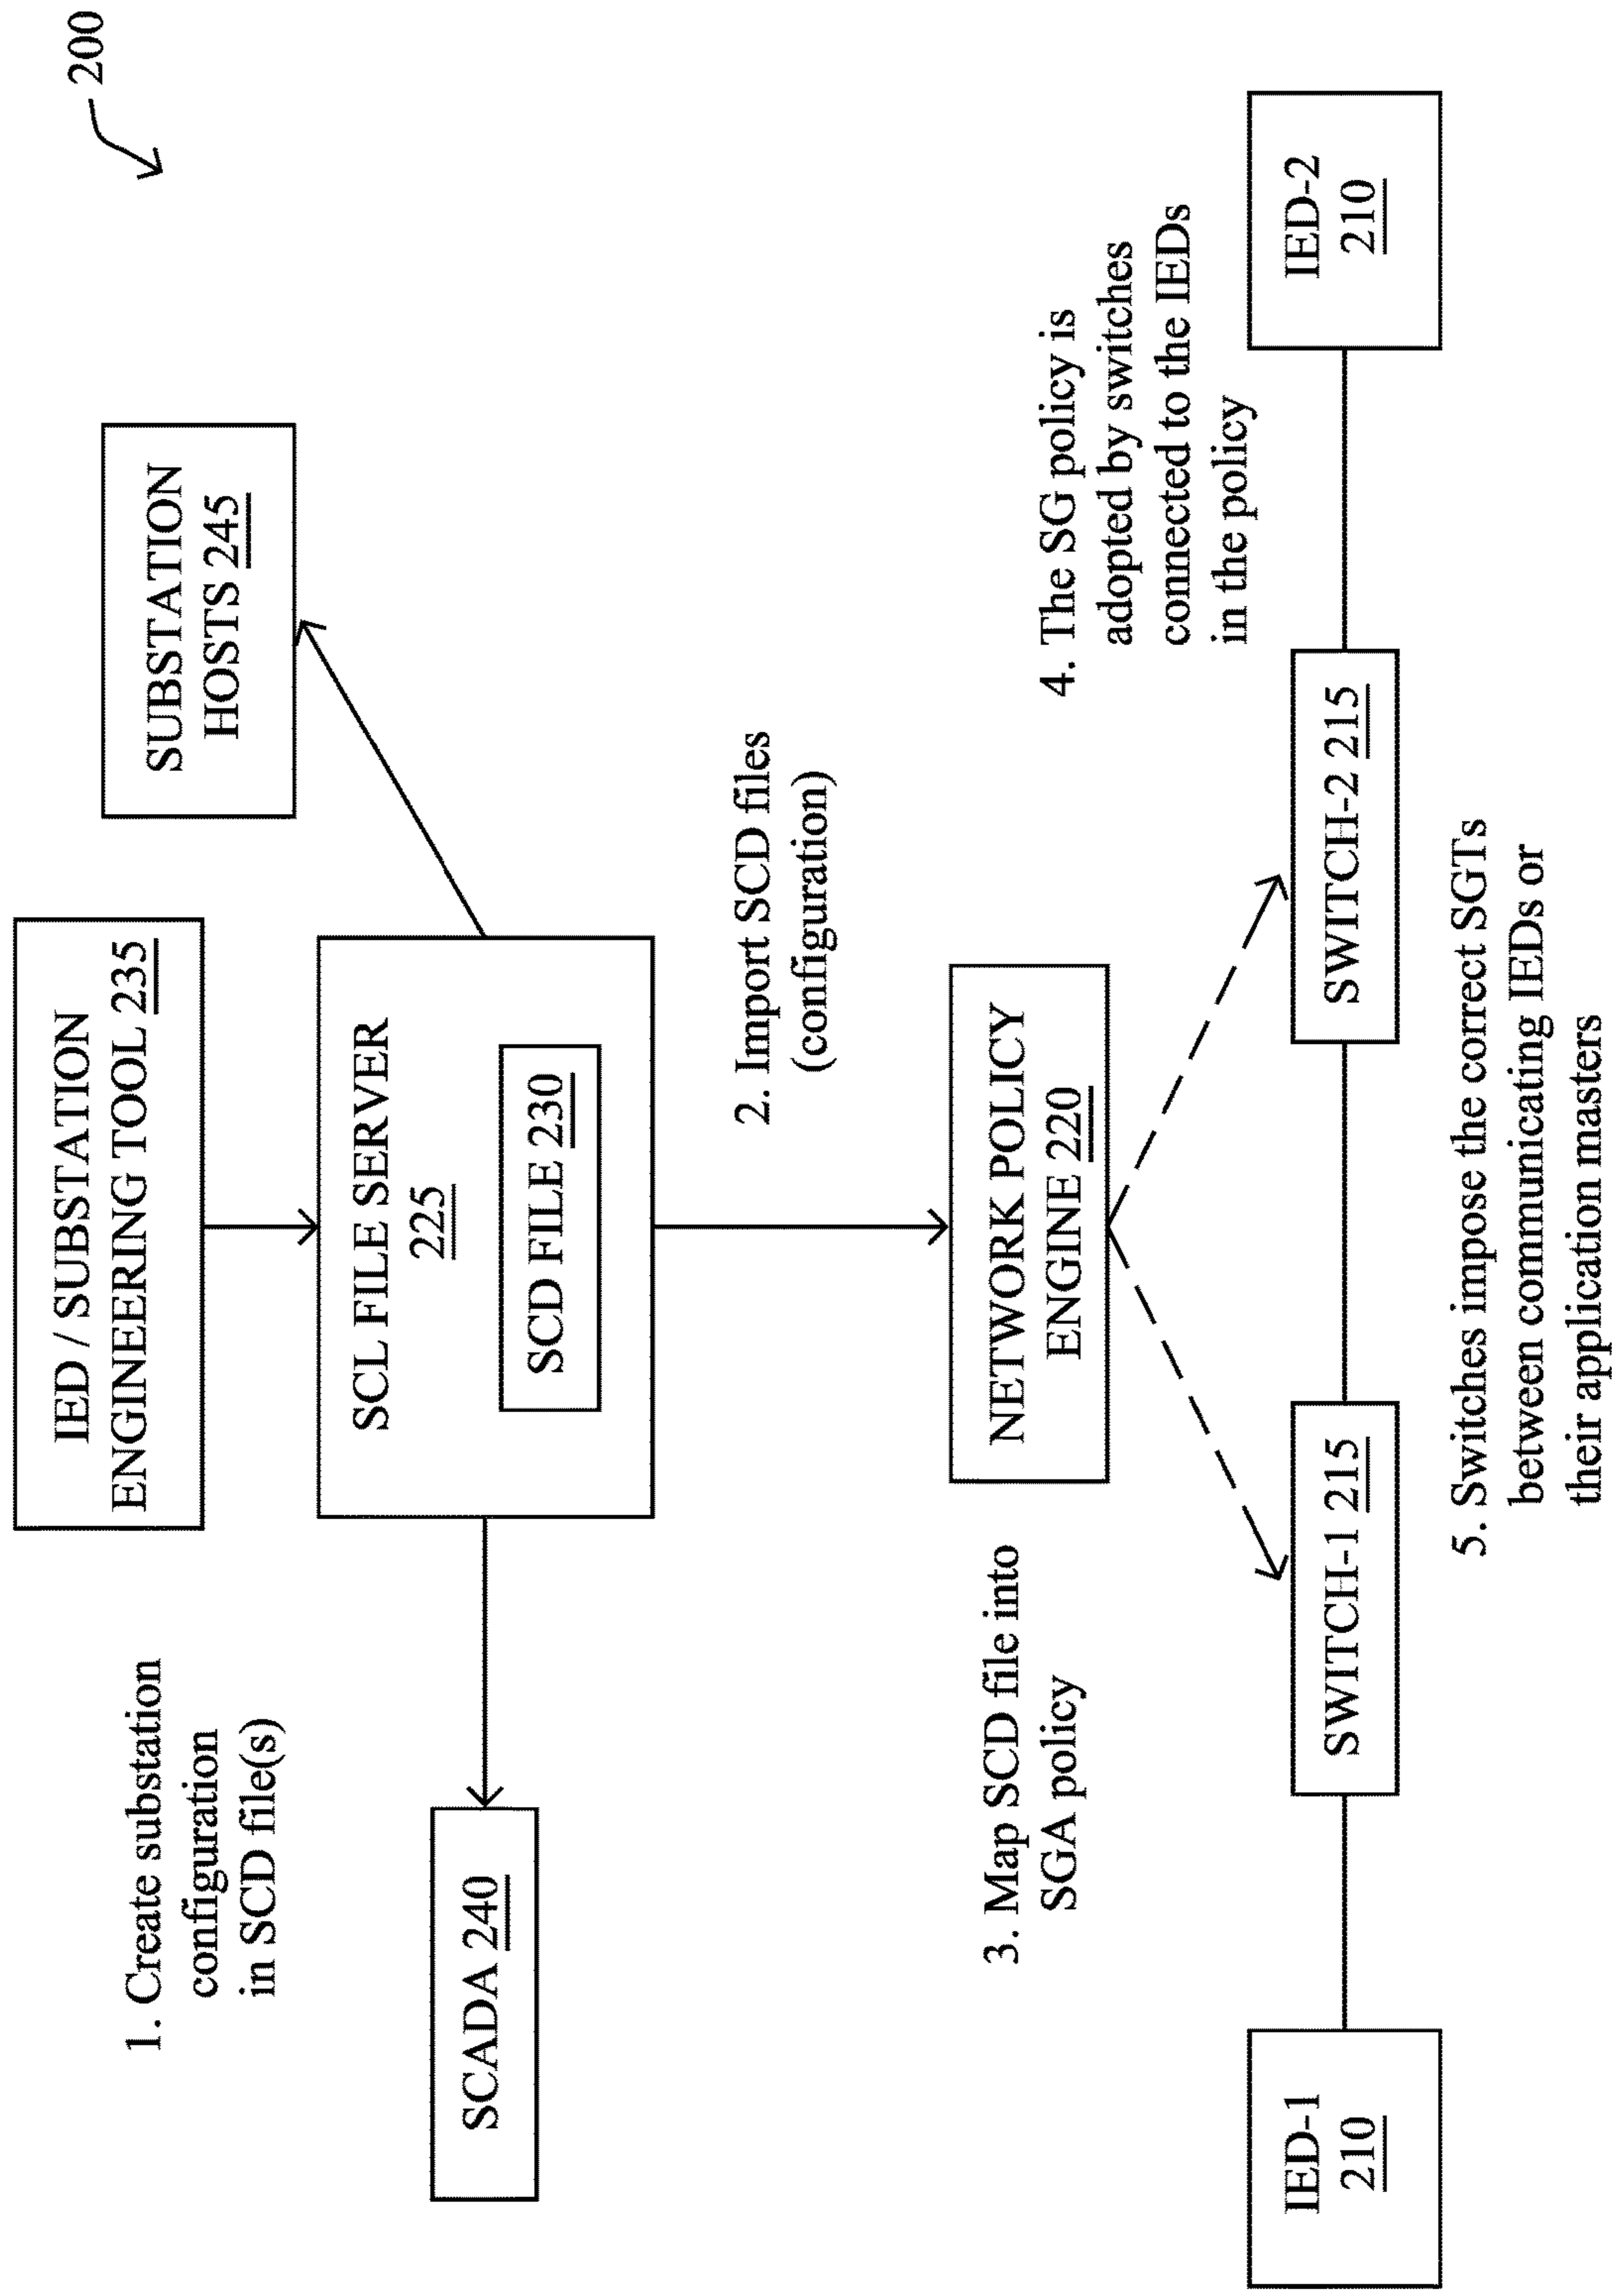 200
IED / SUBSTATION
ENGINEERING TOOL 235
SUBSTATION
HOSTS 245
1. Create substation
configuration
in SCD file(s)
SCL FILE SERVER
225
SCD FILE 230
SCADA 240
2. Import SCD files
(configuration)
NETWORK POLICY
ENGINE 220
3. Map SCD file into
SGA policy
4. The SG policy is
adopted by switches
connected to the IEDs
in the policy
IED-1
210
SWITCH-1 215
SWITCH-2 215
IED-2
210
5. Switches impose the correct SGTs
between communicating IEDs or
their application masters